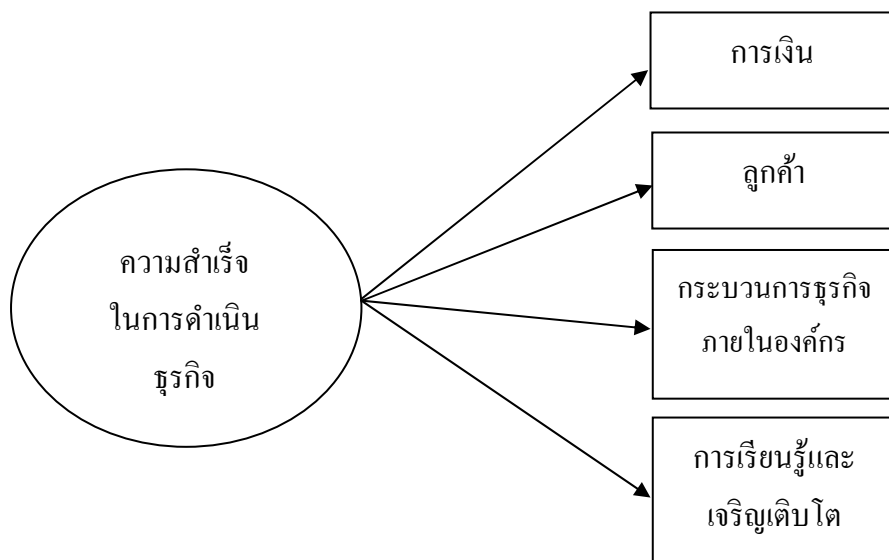 ความสำเร็จ
ในการดำเนิน
ธุรกิจ
การเงิน
ลูกค้า
กระบวนการธุรกิจ
ภายในองค์กร
การเรียนรู้และ
เจริญเติบโต